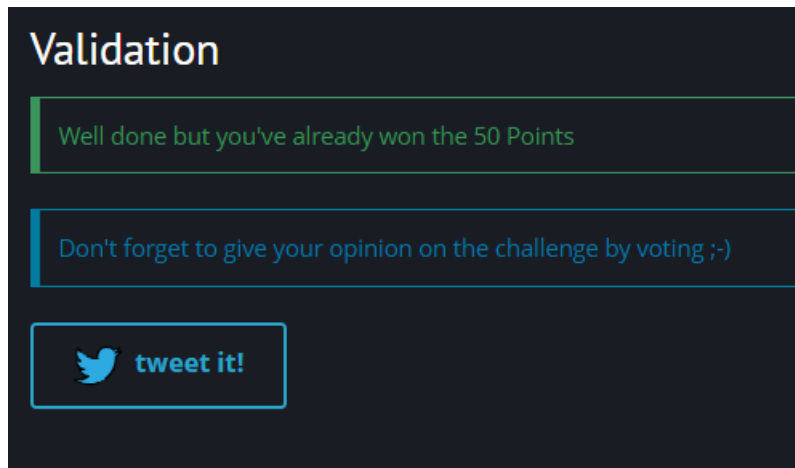 Validation
Well done but you've already won the 50 Points
Don't forget to give your opinion on the challenge by voting ;-)
tweet it!